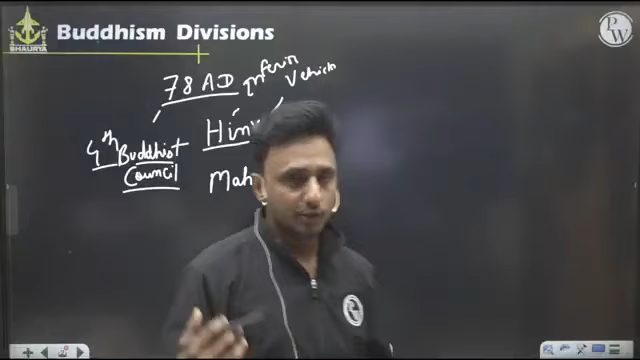 SHAURYA
Buddhism Divisions
PW
78 AD Inferior Vehicle
4th Buddhist Council
Hin
Mah